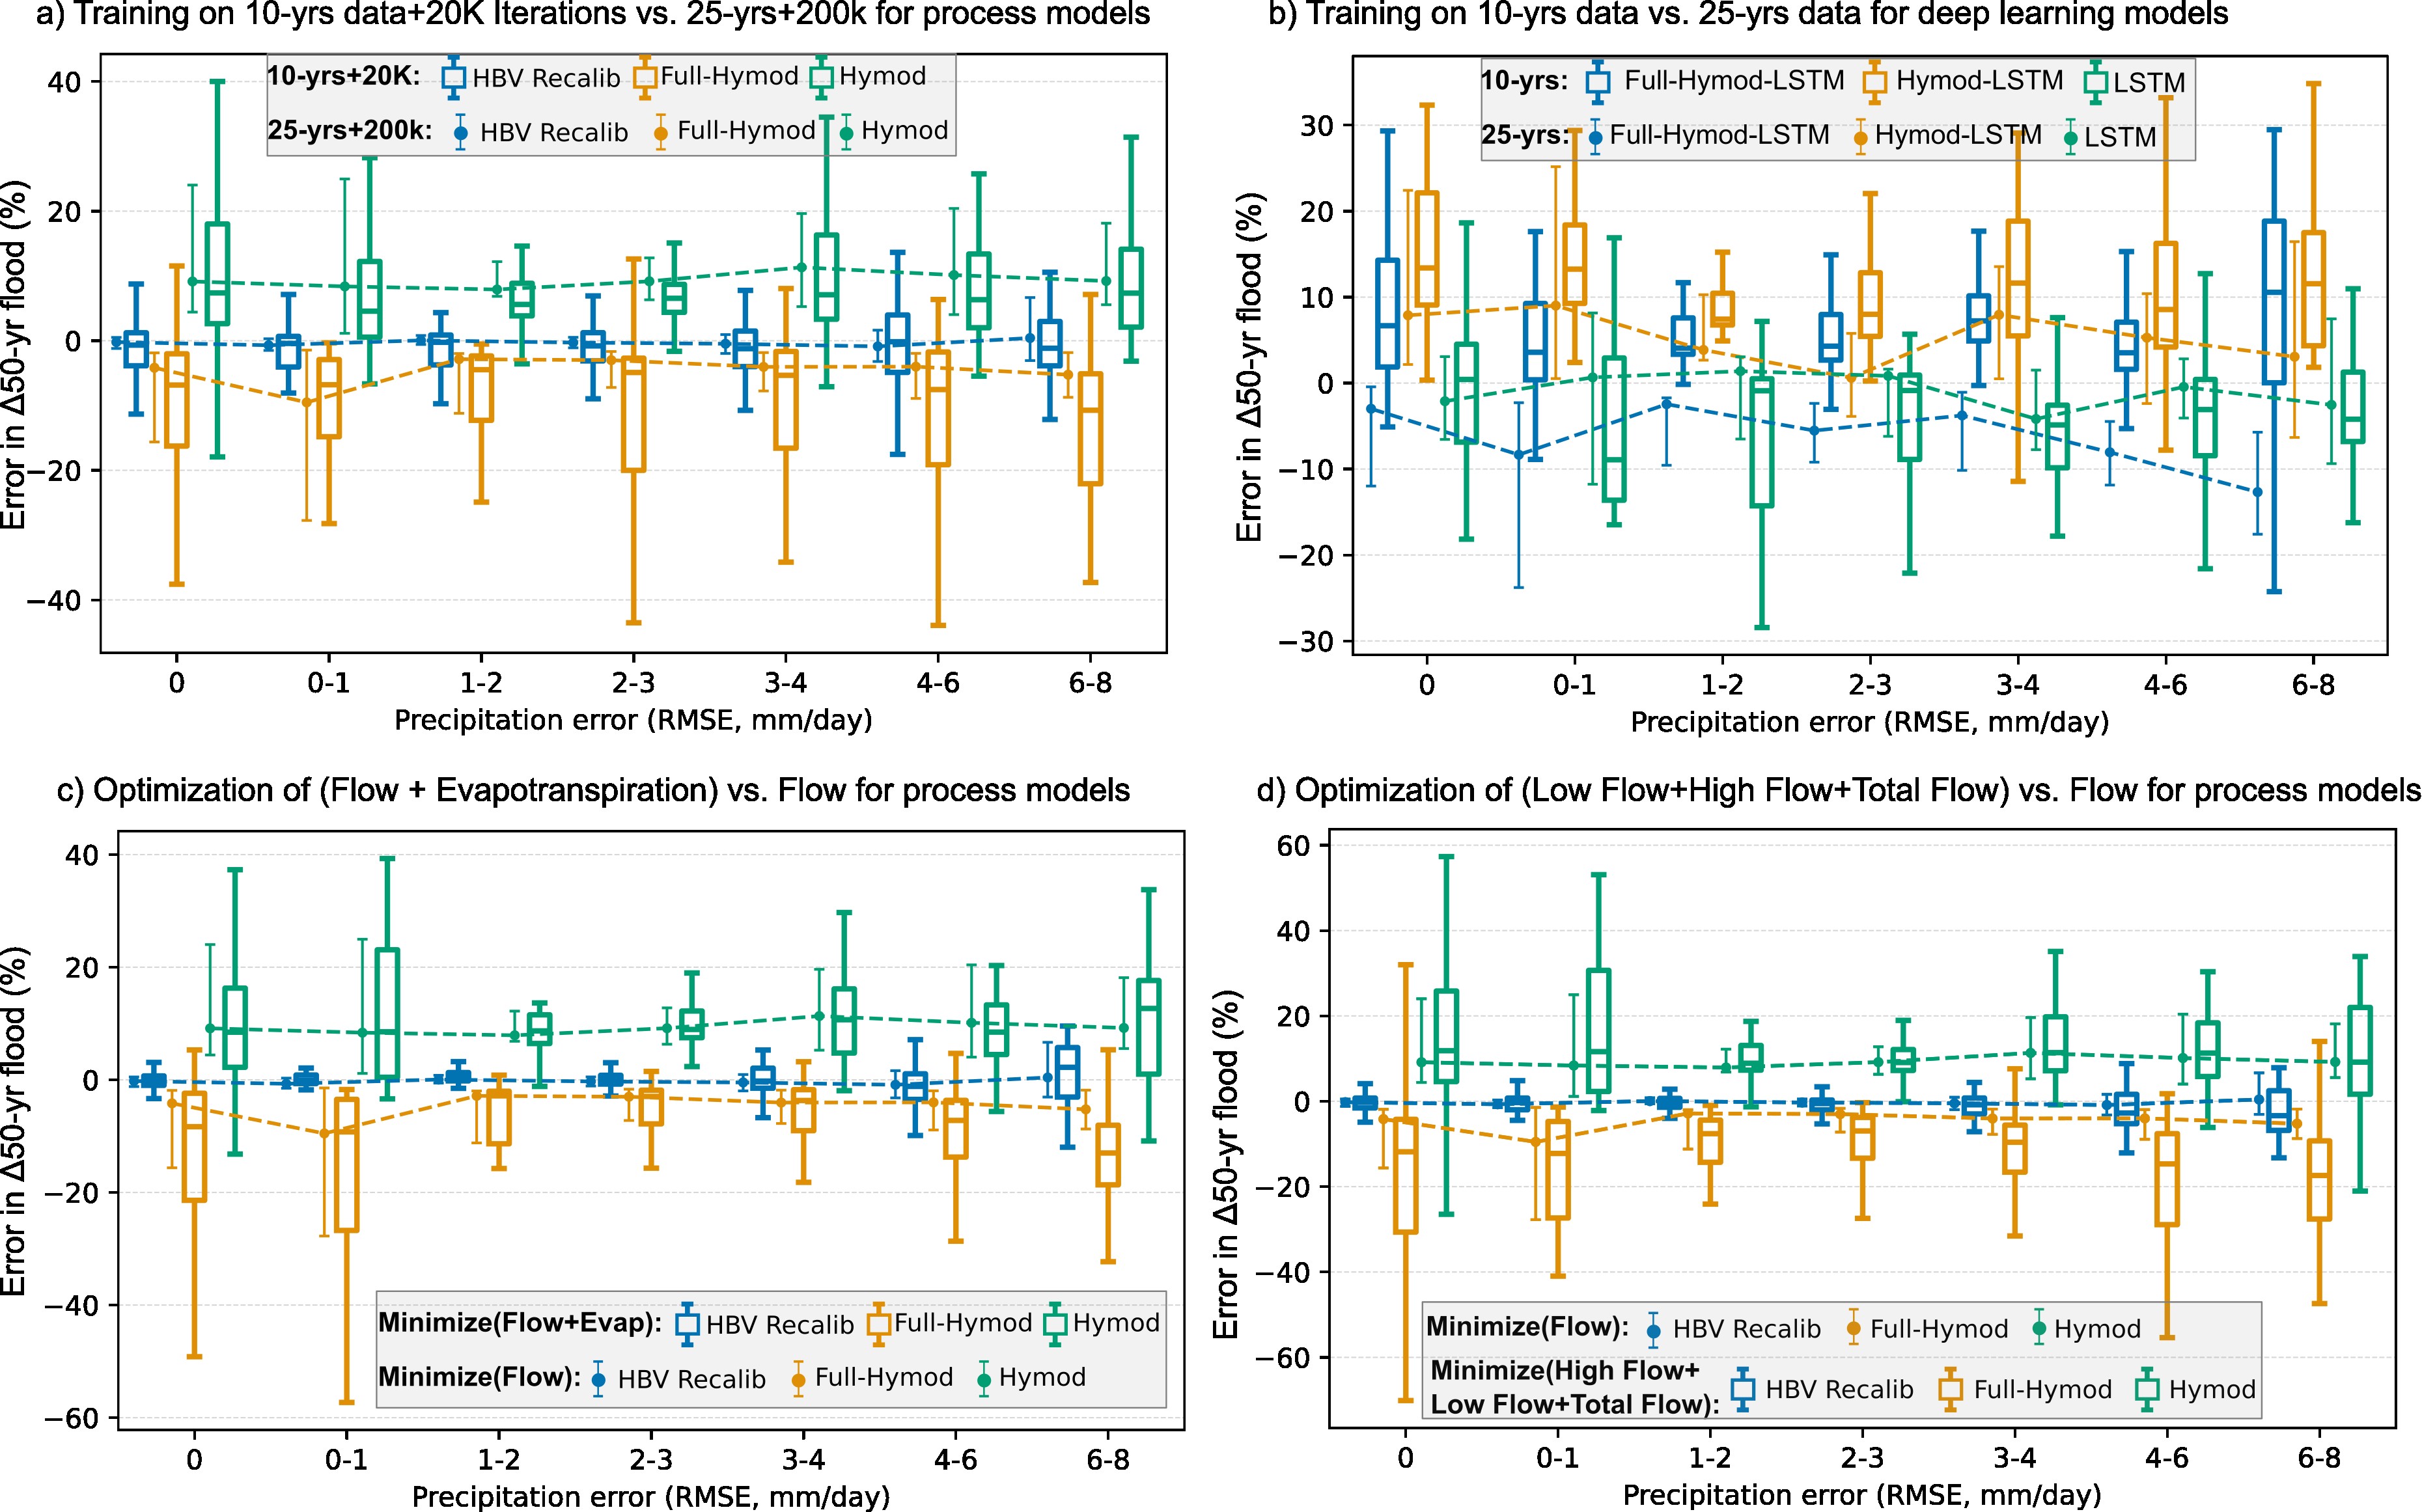 a) Training on 10-yrs data+20K Iterations vs. 25-yrs+200k for process models
10-yrs+20K: HBV Recalib Full-Hymod Hymod
25-yrs+200k: HBV Recalib Full-Hymod Hymod
Error in Δ50-yr flood (%)
40
20
0
−20
−40
0 0-1 1-2 2-3 3-4 4-6 6-8
Precipitation error (RMSE, mm/day)
b) Training on 10-yrs data vs. 25-yrs data for deep learning models
10-yrs: Full-Hymod-LSTM Hymod-LSTM LSTM
25-yrs: Full-Hymod-LSTM Hymod-LSTM LSTM
Error in Δ50-yr flood (%)
30
20
10
0
−10
−20
−30
0 0-1 1-2 2-3 3-4 4-6 6-8
Precipitation error (RMSE, mm/day)
c) Optimization of (Flow + Evapotranspiration) vs. Flow for process models
Error in Δ50-yr flood (%)
40
20
0
−20
−40
−60
Minimize(Flow+Evap): HBV Recalib Full-Hymod Hymod
Minimize(Flow): HBV Recalib Full-Hymod Hymod
0 0-1 1-2 2-3 3-4 4-6 6-8
Precipitation error (RMSE, mm/day)
d) Optimization of (Low Flow+High Flow+Total Flow) vs. Flow for process models
Error in Δ50-yr flood (%)
60
40
20
0
−20
−40
−60
Minimize(Flow): HBV Recalib Full-Hymod Hymod
Minimize(High Flow+
Low Flow+Total Flow): HBV Recalib Full-Hymod Hymod
0 0-1 1-2 2-3 3-4 4-6 6-8
Precipitation error (RMSE, mm/day)